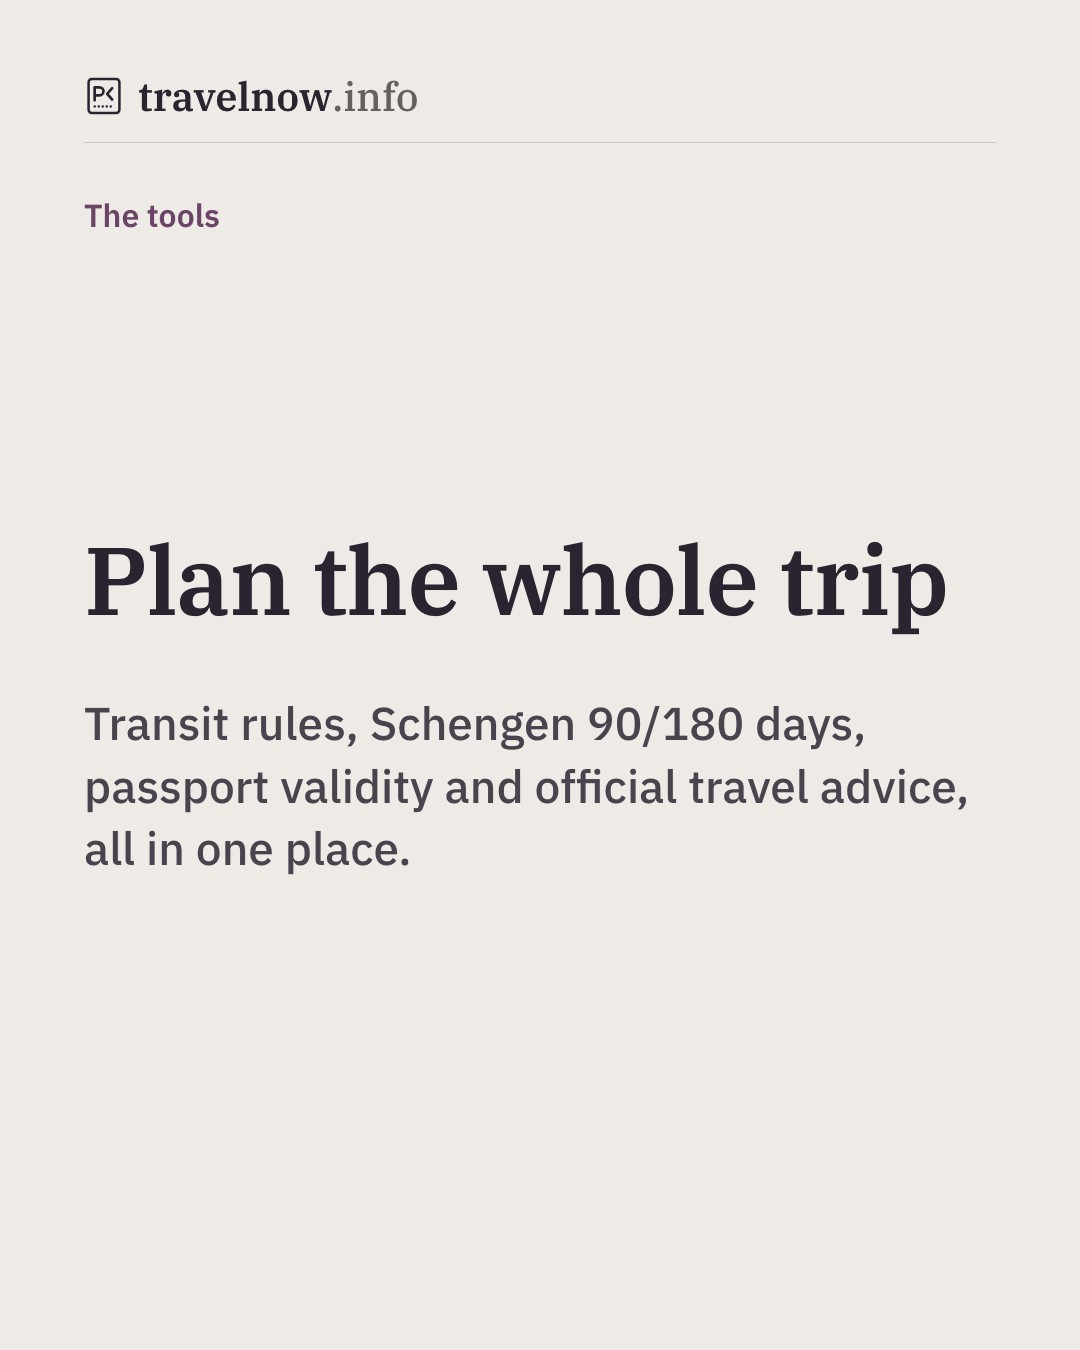 P<
travelnow.info
The tools
Plan the whole trip
Transit rules, Schengen 90/180 days,
passport validity and official travel advice,
all in one place.